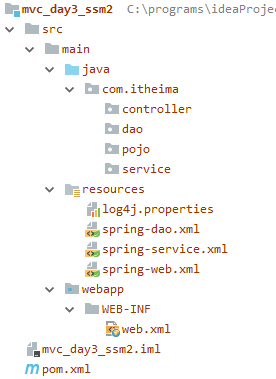 mvc_day3_ssm2 C:\programs\ideaProjec
src
main
java
com.itheima
controller
dao
pojo
service
resources
log4j.properties
spring-dao.xml
spring-service.xml
spring-web.xml
webapp
WEB-INF
web.xml
mvc_day3_ssm2.iml
pom.xml